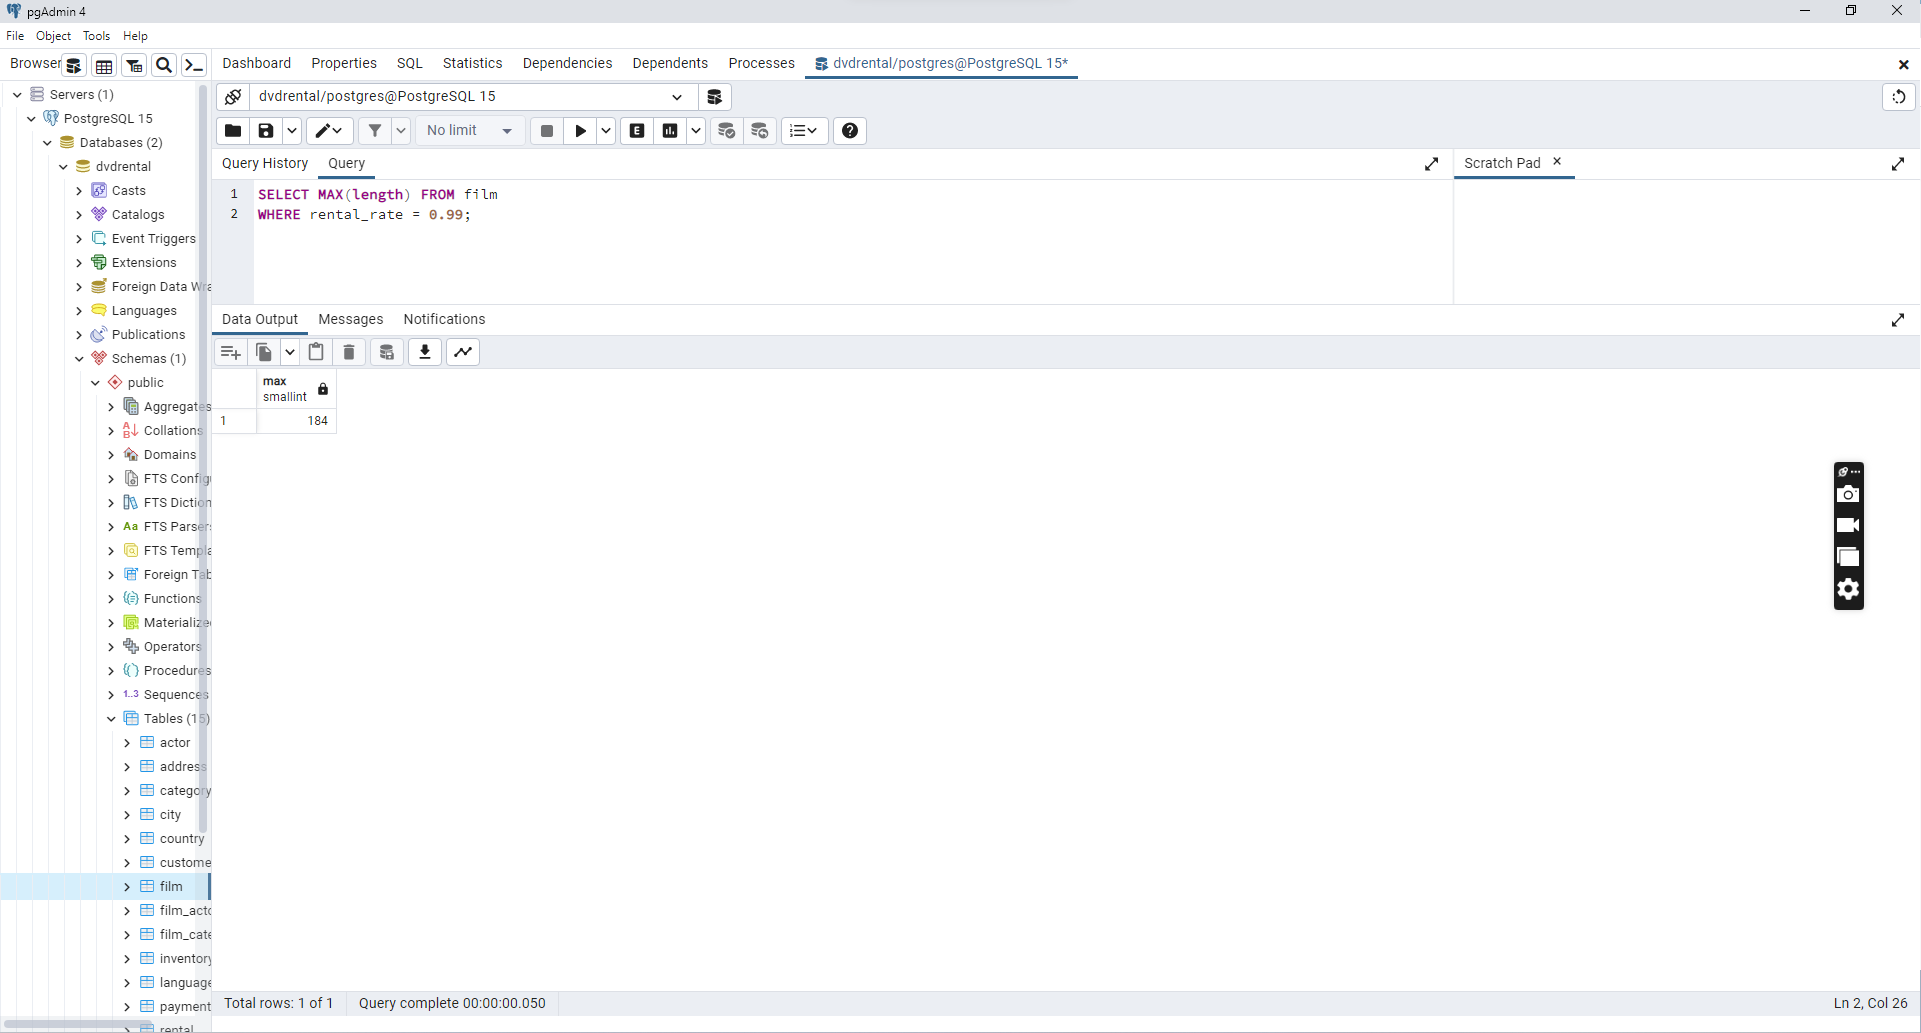 pgAdmin 4
File Object Tools Help
Browser
Dashboard Properties SQL Statistics Dependencies Dependents Processes dvdrental/postgres@PostgreSQL 15*
Servers (1)
PostgreSQL 15
Databases (2)
dvdrental
Casts
Catalogs
Event Triggers
Extensions
Foreign Data Wra
Languages
Publications
Schemas (1)
public
Aggregates
Collations
Domains
FTS Config
FTS Diction
Aa FTS Parsers
FTS Templa
Foreign Tab
Functions
Materialize
Operators
Procedures
1..3 Sequences
Tables (15)
actor
address
category
city
country
custome
film
film_acto
film_cate
inventory
language
payment
rental
dvdrental/postgres@PostgreSQL 15
No limit
E
Query History Query
Scratch Pad
1 SELECT MAX(length) FROM film
2 WHERE rental_rate = 0.99;
Data Output Messages Notifications
max
smallint
1 184
Total rows: 1 of 1 Query complete 00:00:00.050
Ln 2, Col 26